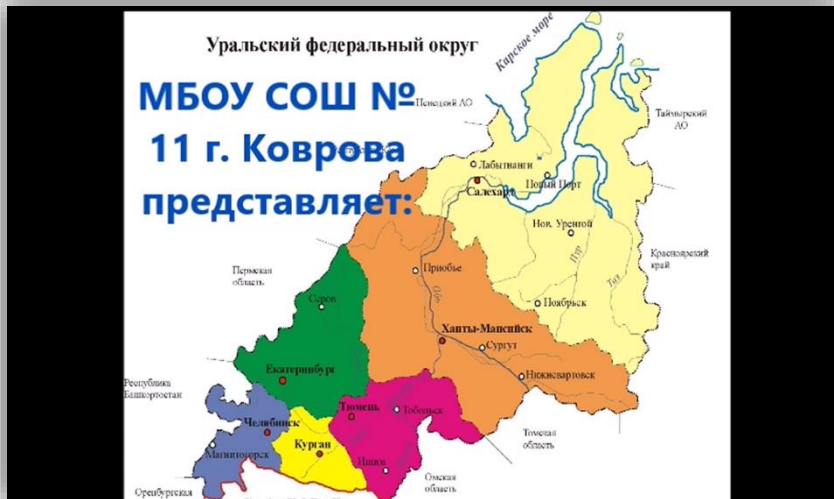 Уральский федеральный округ
Карское море
МБОУ СОШ №
11 г. Коврова
представляет:
Ненецкий АО
Таймырский
АО
Лабытнанги
Салехард
Новый Порт
Нов. Уренгой
Пур
Таз
Красноярский
край
Пермская
область
Приобье
Обь
Ноябрьск
Серов
Ханты-Мансийск
Сургут
Екатеринбург
Нижневартовск
Республика
Башкортостан
Тюмень
Тобольск
Челябинск
Магнитогорск
Курган
Томская
область
Ишим
Омская
область
Оренбургская